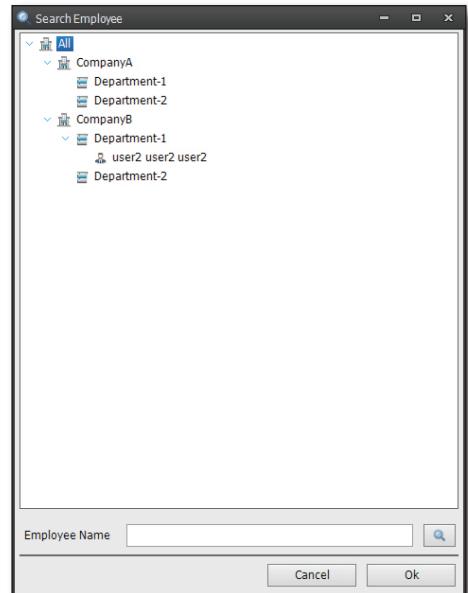 Search Employee
All
CompanyA
Department-1
Department-2
CompanyB
Department-1
user2 user2 user2
Department-2
Employee Name
Cancel
Ok